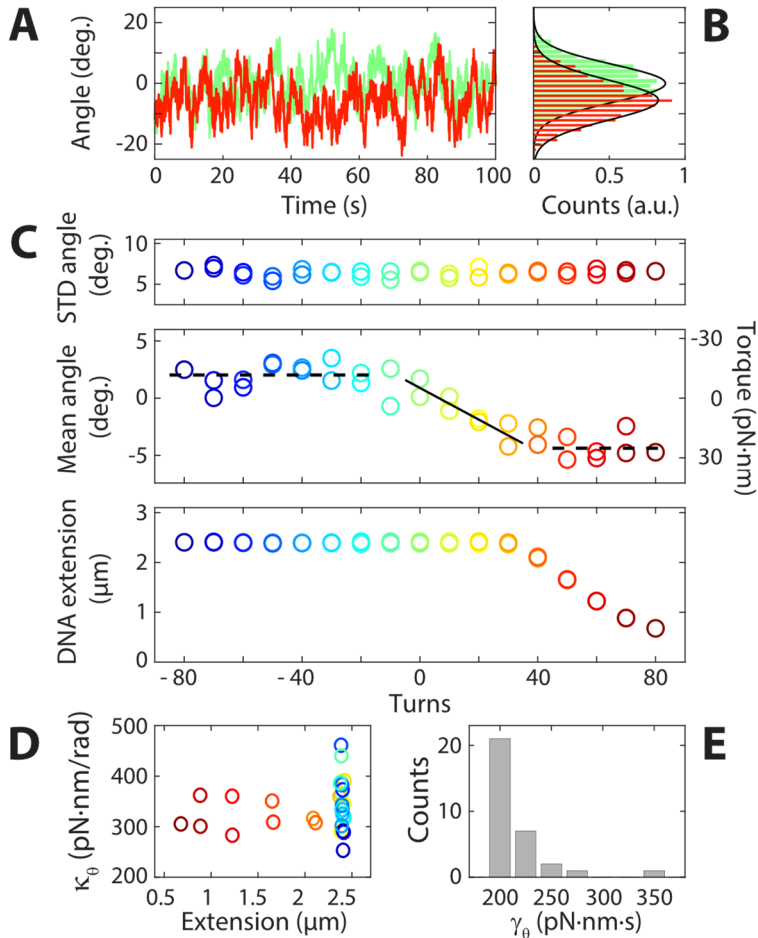 A
B
Angle (deg.)
20
0
-20
0
20
40
60
80
100
Time (s)
0
0.5
1
Counts (a.u.)
C
STD angle
(deg.)
10
5
Mean angle
(deg.)
5
0
-5
-30
0
30
Torque (pN·nm)
DNA extension
(μm)
3
2
1
0
- 80
- 40
0
40
80
Turns
D
E
κθ (pN·nm/rad)
500
400
300
200
0.5
1
1.5
2
2.5
Extension (μm)
Counts
20
10
0
200
250
300
350
γθ (pN·nm·s)